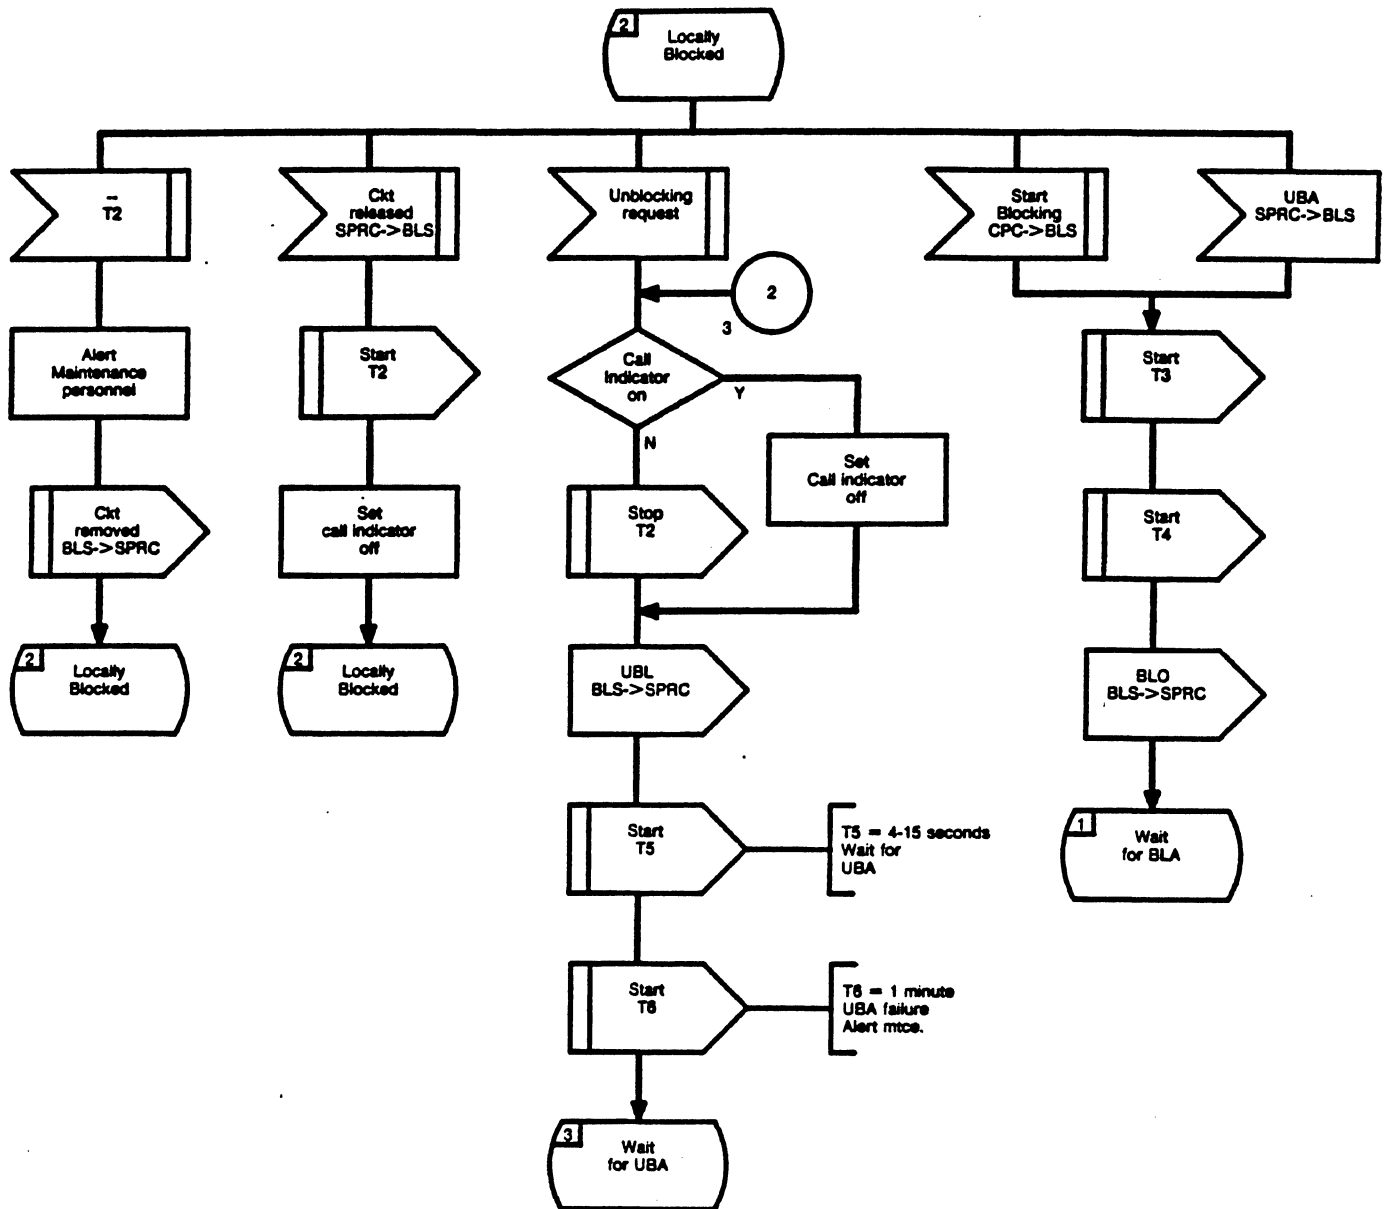 2
Locally
Blocked
T2
Ckt
released
SPRC->BLS
Unblocking
request
Start
Blocking
CPC->BLS
UBA
SPRC->BLS
2
3
Alert
Maintenance
personnel
Start
T2
Call
indicator
on
Y
N
Start
T3
Set
Call indicator
off
Ckt
removed
BLS->SPRC
Set
call indicator
off
Stop
T2
Start
T4
2
Locally
Blocked
2
Locally
Blocked
UBL
BLS->SPRC
BLO
BLS->SPRC
Start
T5
T5 = 4-15 seconds
Wait for
UBA
1
Wait
for BLA
Start
T6
T6 = 1 minute
UBA failure
Alert mtce.
3
Wait
for UBA